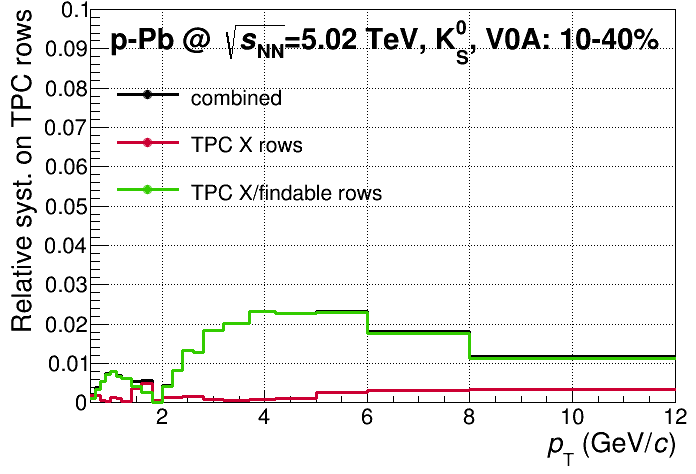 p-Pb @ √sNN=5.02 TeV, K0S, V0A: 10-40%
combined
TPC X rows
TPC X/findable rows
Relative syst. on TPC rows
0.1
0.09
0.08
0.07
0.06
0.05
0.04
0.03
0.02
0.01
0
2 4 6 8 10 12
pT (GeV/c)